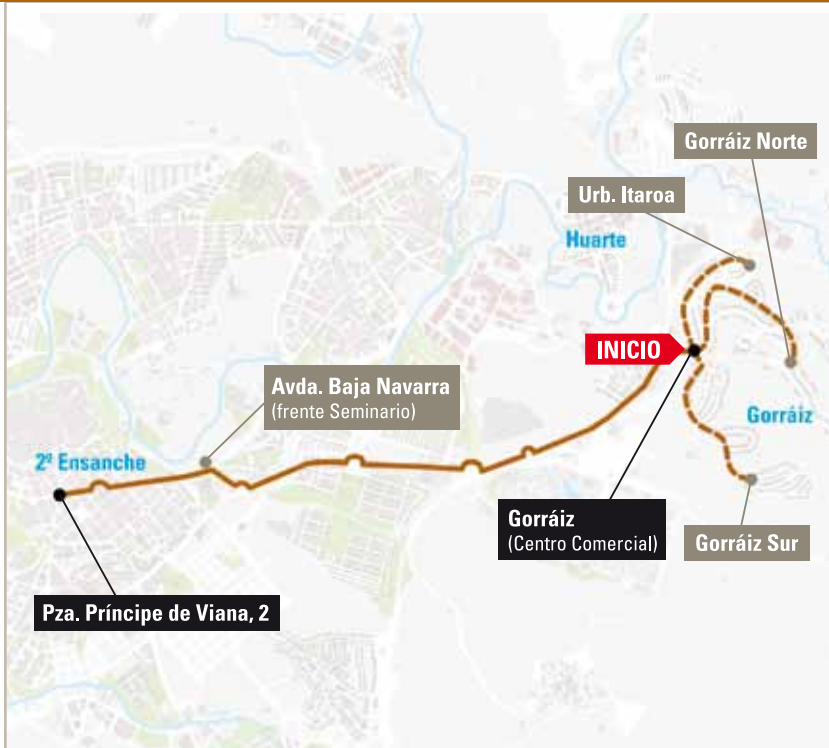 Gorráiz Norte
Urb. Itaroa
Huarte
INICIO
Avda. Baja Navarra
(frente Seminario)
Gorráiz
2º Ensanche
Gorráiz
(Centro Comercial)
Gorráiz Sur
Pza. Príncipe de Viana, 2